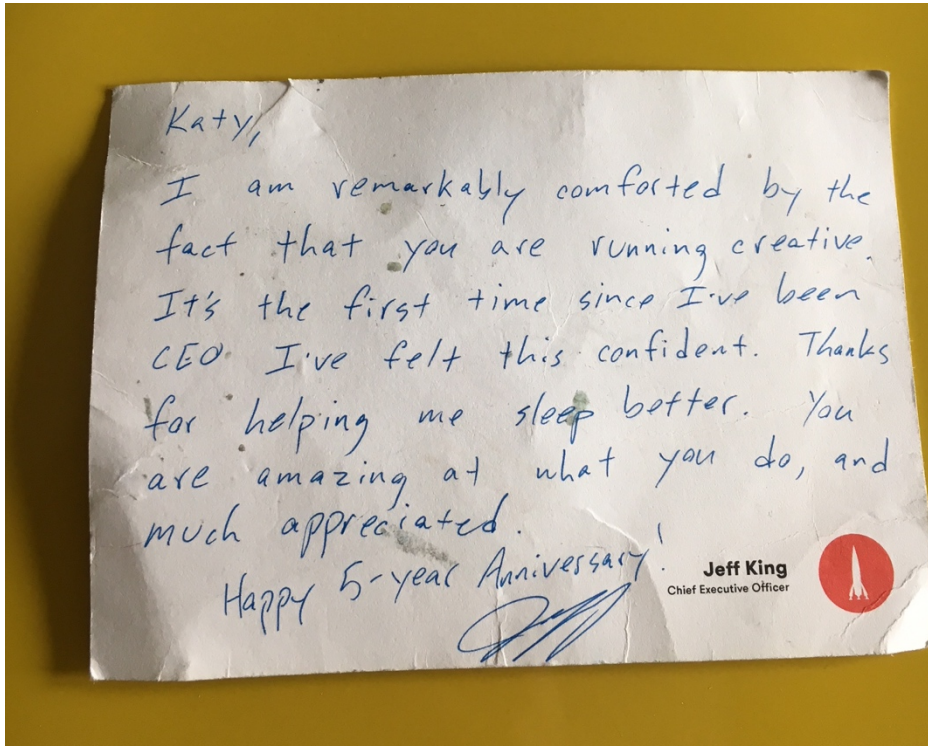 Katy,
I am remarkably comforted by the
fact that you are running creative.
It's the first time since I've been
CEO I've felt this confident. Thanks
for helping me sleep better. You
are amazing at what you do, and
much appreciated.
Happy 5-year Anniversary!
Jeff
Jeff King
Chief Executive Officer